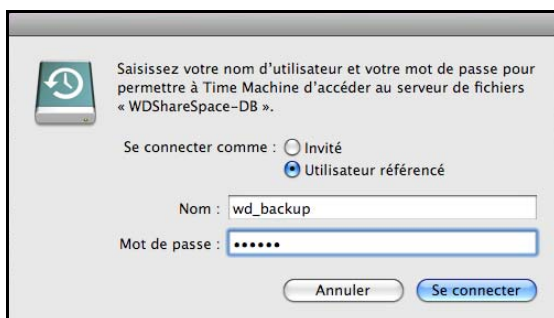 Saisissez votre nom d'utilisateur et votre mot de passe pour
permettre à Time Machine d'accéder au serveur de fichiers
« WDShareSpace-DB ».
Se connecter comme : Invité
Utilisateur référencé
Nom : wd_backup
Mot de passe : ••••••
Annuler Se connecter